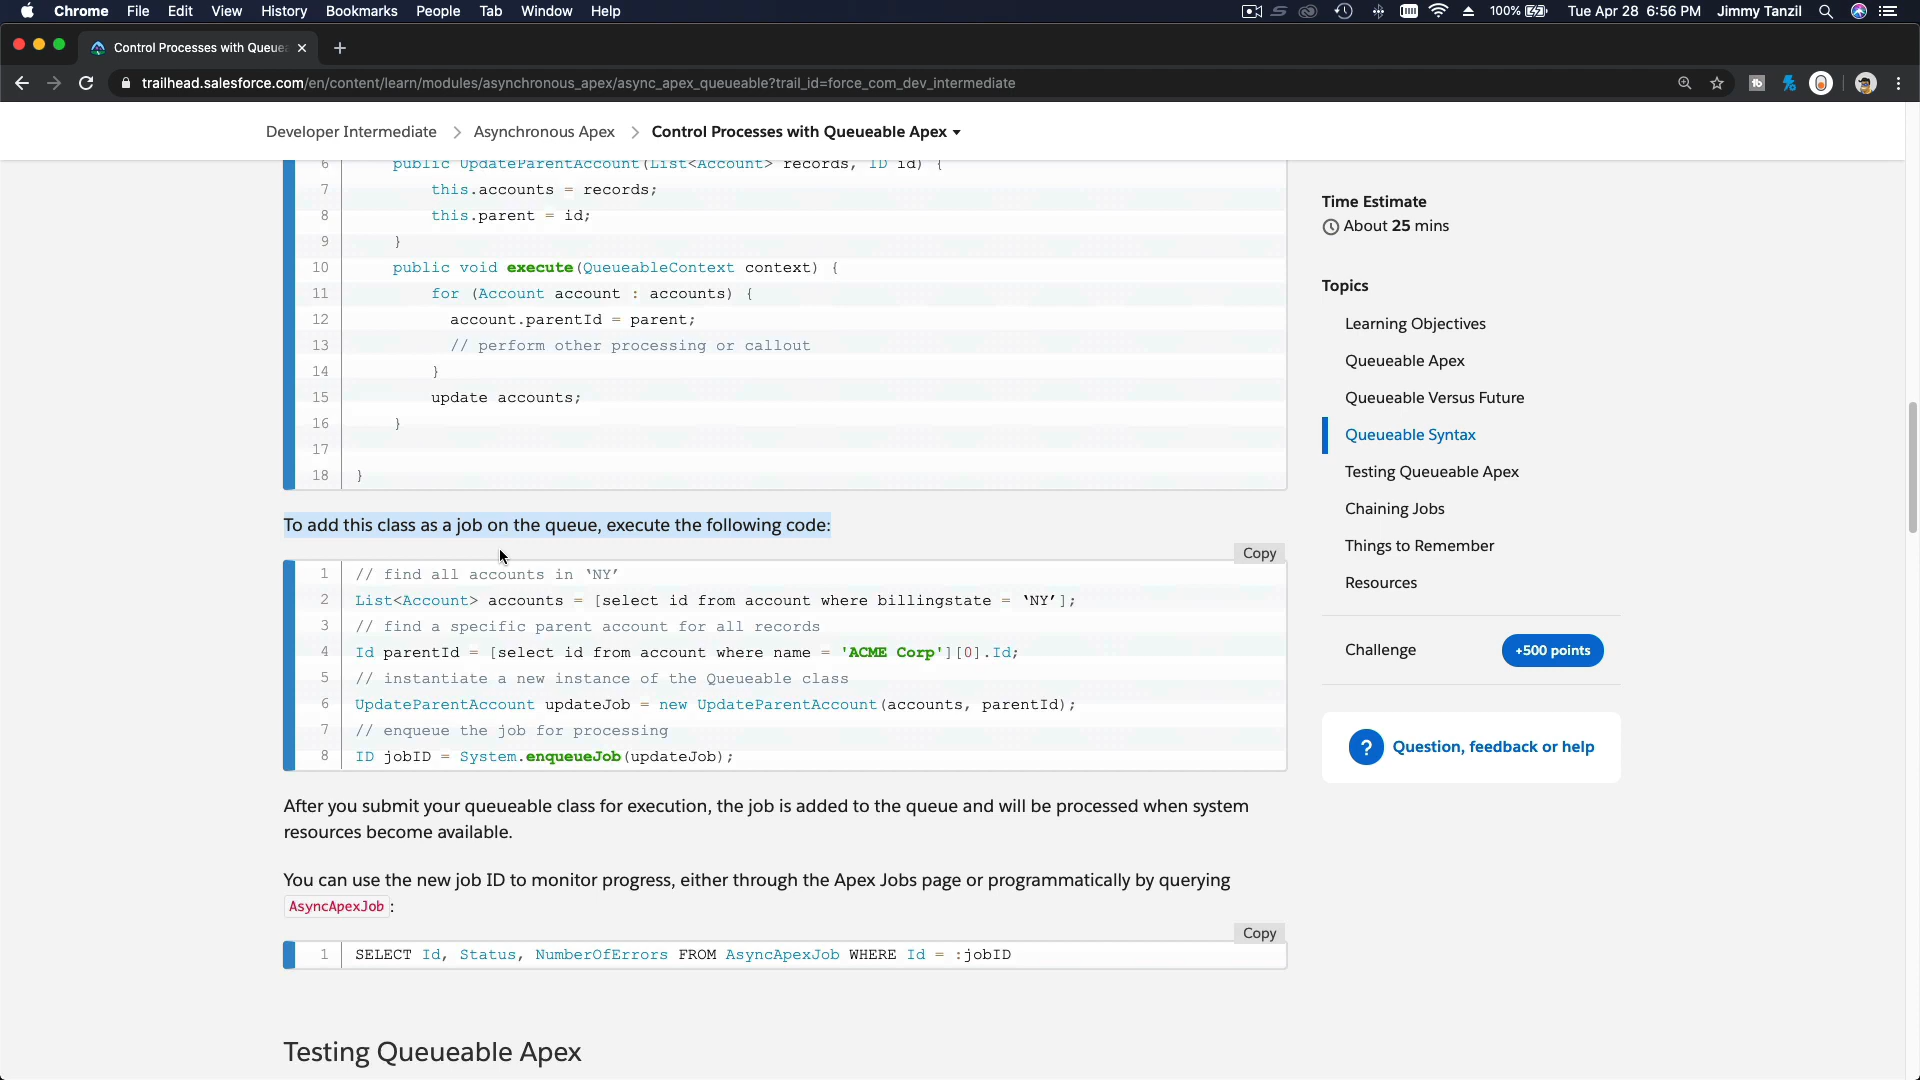 Chrome File Edit View History Bookmarks People Tab Window Help 100% Tue Apr 28 6:56 PM Jimmy Tanzil
Control Processes with Queue
trailhead.salesforce.com/en/content/learn/modules/asynchronous_apex/async_apex_queueable?trail_id=force_com_dev_intermediate
Developer Intermediate > Asynchronous Apex > Control Processes with Queueable Apex
6 public UpdateParentAccount(List<Account> records, ID id) {
7 this.accounts = records;
8 this.parent = id;
9 }
10 public void execute(QueueableContext context) {
11 for (Account account : accounts) {
12 account.parentId = parent;
13 // perform other processing or callout
14 }
15 update accounts;
16 }
17
18 }
To add this class as a job on the queue, execute the following code:
Copy
1 // find all accounts in ‘NY’
2 List<Account> accounts = [select id from account where billingstate = ‘NY’];
3 // find a specific parent account for all records
4 Id parentId = [select id from account where name = 'ACME Corp'][0].Id;
5 // instantiate a new instance of the Queueable class
6 UpdateParentAccount updateJob = new UpdateParentAccount(accounts, parentId);
7 // enqueue the job for processing
8 ID jobID = System.enqueueJob(updateJob);
After you submit your queueable class for execution, the job is added to the queue and will be processed when system
resources become available.
You can use the new job ID to monitor progress, either through the Apex Jobs page or programmatically by querying
AsyncApexJob:
Copy
1 SELECT Id, Status, NumberOfErrors FROM AsyncApexJob WHERE Id = :jobID
Testing Queueable Apex
Time Estimate
About 25 mins
Topics
Learning Objectives
Queueable Apex
Queueable Versus Future
Queueable Syntax
Testing Queueable Apex
Chaining Jobs
Things to Remember
Resources
Challenge +500 points
? Question, feedback or help